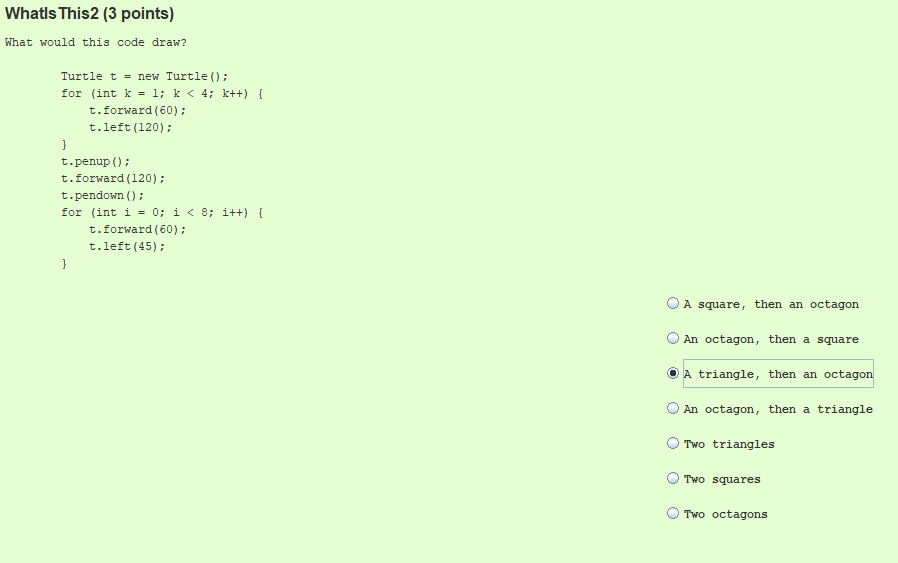 WhatIsThis2 (3 points)
What would this code draw?
Turtle t = new Turtle();
for (int k = 1; k < 4; k++) {
t.forward(60);
t.left(120);
}
t.penup();
t.forward(120);
t.pendown();
for (int i = 0; i < 8; i++) {
t.forward(60);
t.left(45);
}
A square, then an octagon
An octagon, then a square
A triangle, then an octagon
An octagon, then a triangle
Two triangles
Two squares
Two octagons